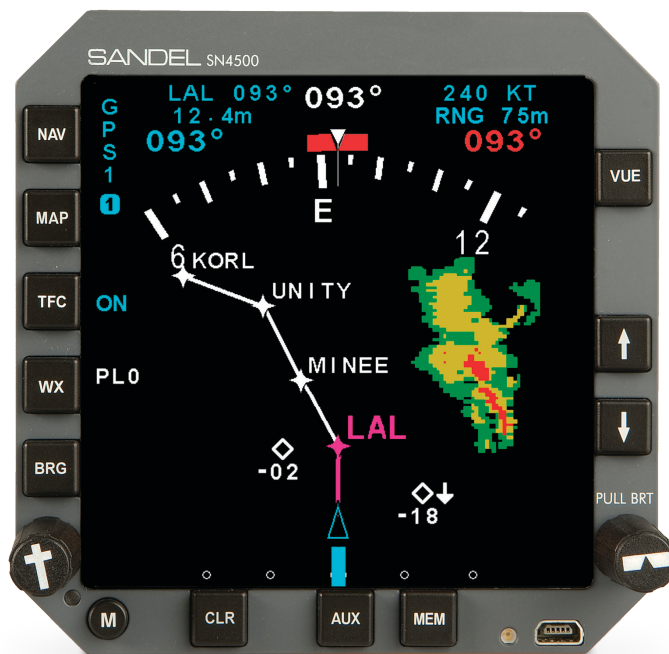 SANDEL SN4500
GPS1
1
LAL 093°
12.4m
093°
093°
240 KT
RNG 75m
093°
NAV
MAP
TFC
WX
BRG
VUE
E
6
12
KORL
UNITY
ON
MINEE
PL0
LAL
-02
-18
PULL BRT
M
CLR
AUX
MEM